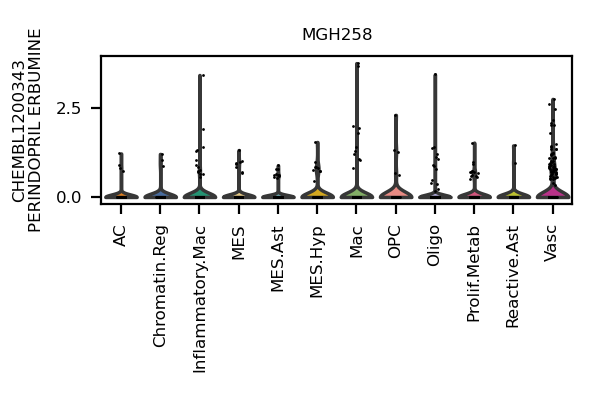 MGH258
CHEMBL1200343
PERINDOPRIL ERBUMINE
2.5
0.0
AC
Chromatin.Reg
Inflammatory.Mac
MES
MES.Ast
MES.Hyp
Mac
OPC
Oligo
Prolif.Metab
Reactive.Ast
Vasc